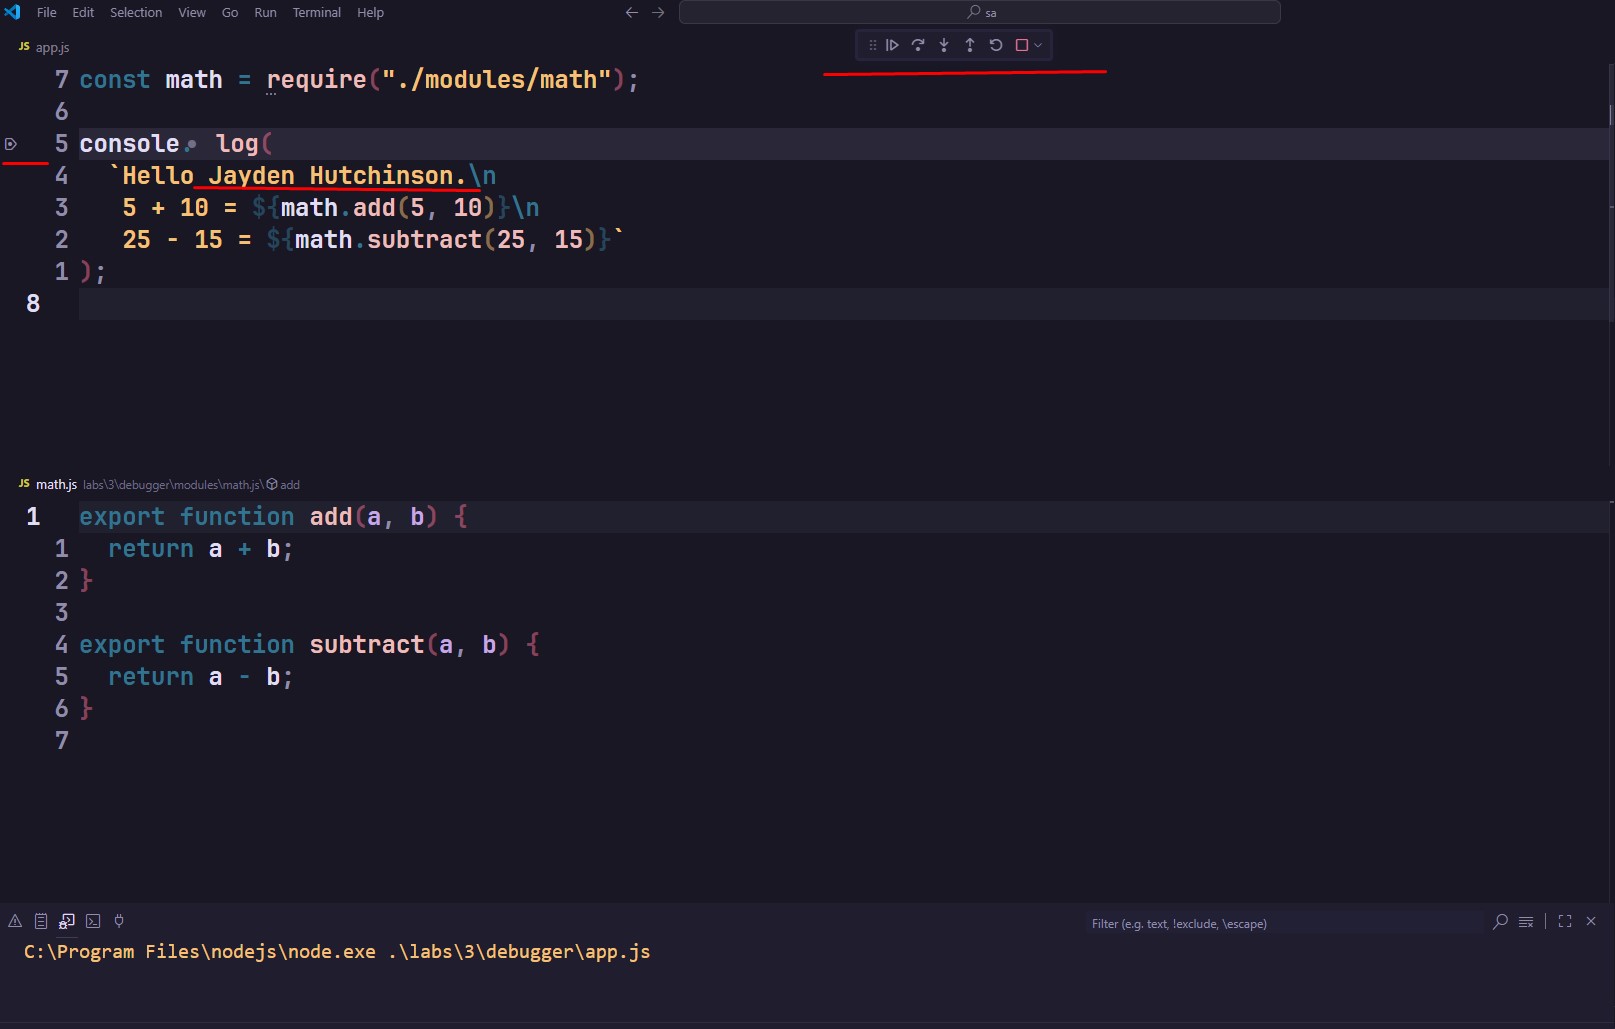 File Edit Selection View Go Run Terminal Help sa
JS app.js
7 const math = require("./modules/math");
6
5 console. log(
4 `Hello Jayden Hutchinson.\n
3 5 + 10 = ${math.add(5, 10)}\n
2 25 - 15 = ${math.subtract(25, 15)}`
1 );
8
JS math.js labs\3\debugger\modules\math.js\ add
1 export function add(a, b) {
1 return a + b;
2 }
3
4 export function subtract(a, b) {
5 return a - b;
6 }
7
Filter (e.g. text, !exclude, \escape)
C:\Program Files\nodejs\node.exe .\labs\3\debugger\app.js